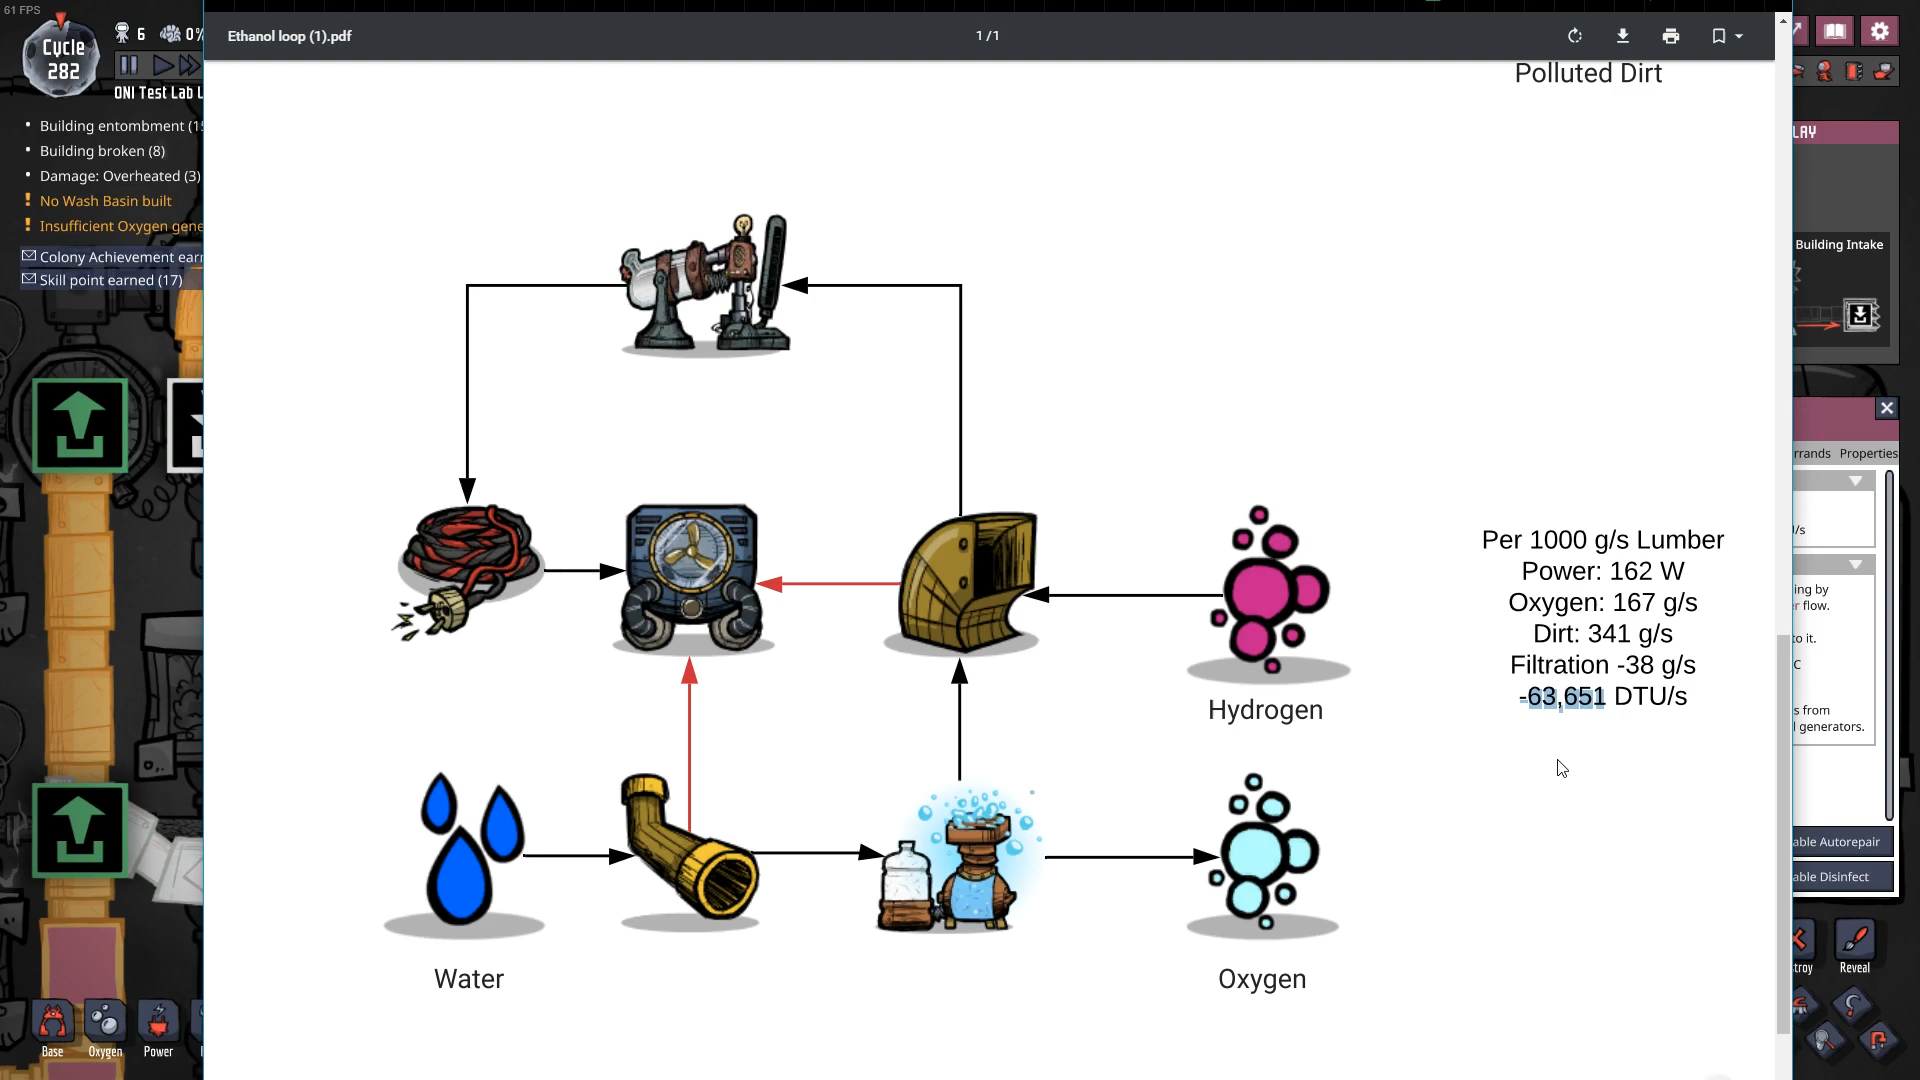 61 FPS
Cycle
282
6
0%
ONI Test Lab L
Building entombment (15
Building broken (8)
Damage: Overheated (3)
! No Wash Basin built
! Insufficient Oxygen gene
Colony Achievement earn
Skill point earned (17)
Ethanol loop (1).pdf
1 / 1
Polluted Dirt
Hydrogen
Per 1000 g/s Lumber
Power: 162 W
Oxygen: 167 g/s
Dirt: 341 g/s
Filtration -38 g/s
-63,651 DTU/s
Water
Oxygen
LAY
Building Intake
rrands Properties
/s
ing by
r flow.
to it.
C
s from
l generators.
able Autorepair
able Disinfect
troy
Reveal
Base
Oxygen
Power